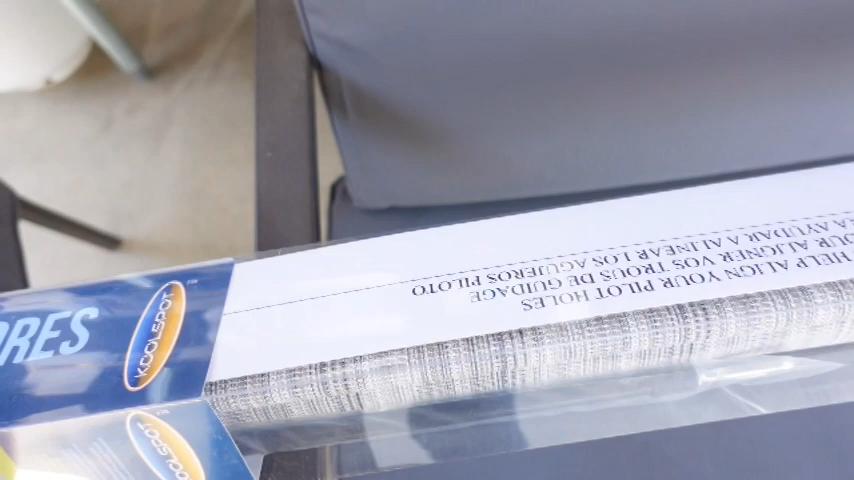 HELP ALIGN YOUR PILOT HOLES
OUR ALIGNER VOS TROUS DE GUIDAGE
A AYUDAR A ALINEAR LOS AGUJEROS PILOTO
ORES
KOOLSPOT
KOOLSPOT